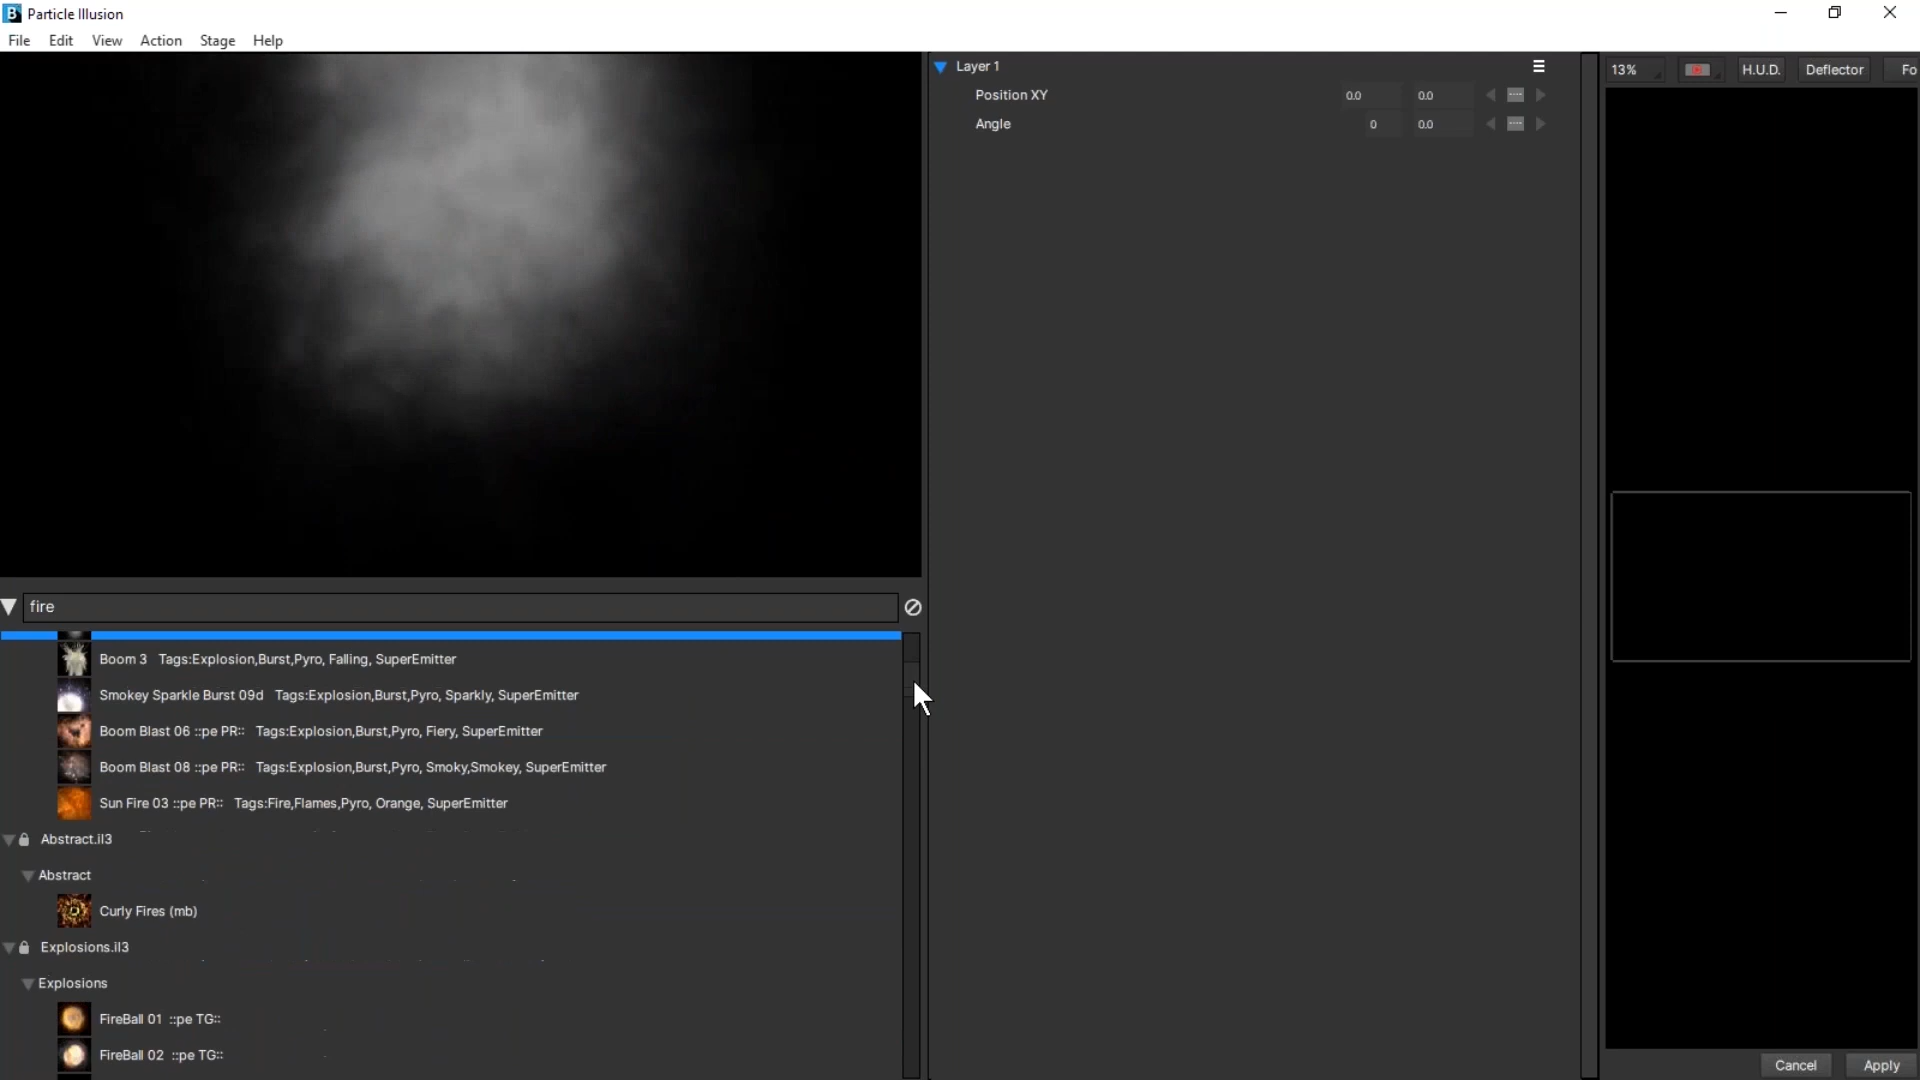 Particle Illusion
File Edit View Action Stage Help
Layer 1
Position XY 0.0 0.0
Angle 0 0.0
13% H.U.D. Deflector Fo
fire
Boom 3 Tags:Explosion,Burst,Pyro, Falling, SuperEmitter
Smokey Sparkle Burst 09d Tags:Explosion,Burst,Pyro, Sparkly, SuperEmitter
Boom Blast 06 ::pe PR:: Tags:Explosion,Burst,Pyro, Fiery, SuperEmitter
Boom Blast 08 ::pe PR:: Tags:Explosion,Burst,Pyro, Smoky,Smokey, SuperEmitter
Sun Fire 03 ::pe PR:: Tags:Fire,Flames,Pyro, Orange, SuperEmitter
Abstract.il3
Abstract
Curly Fires (mb)
Explosions.il3
Explosions
FireBall 01 ::pe TG::
FireBall 02 ::pe TG::
Cancel Apply